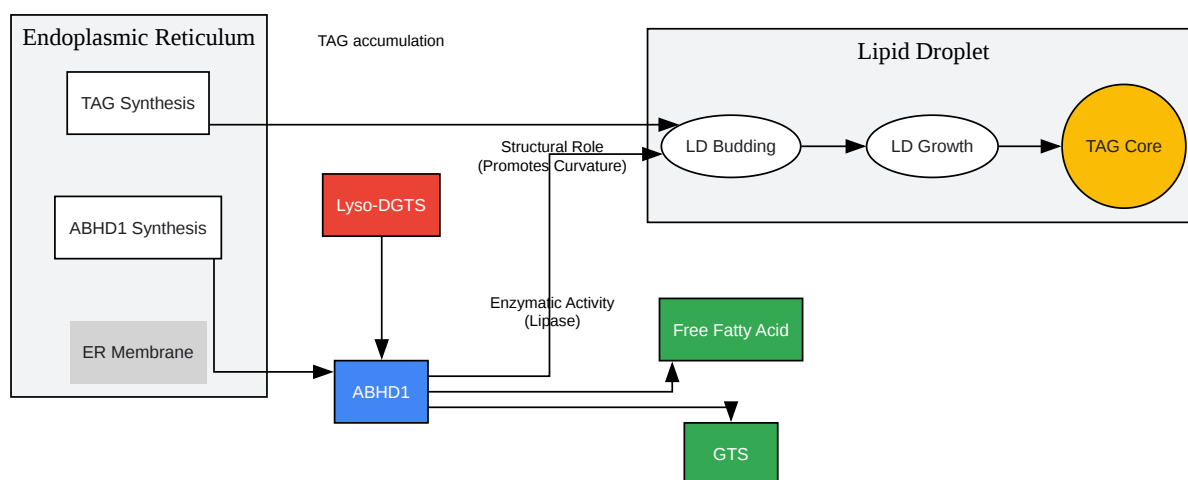 Endoplasmic Reticulum
TAG accumulation
Lipid Droplet
TAG Synthesis
Structural Role
(Promotes Curvature)
LD Budding
LD Growth
TAG Core
Lyso-DGTS
ABHD1 Synthesis
Enzymatic Activity
(Lipase)
Free Fatty Acid
ER Membrane
ABHD1
GTS